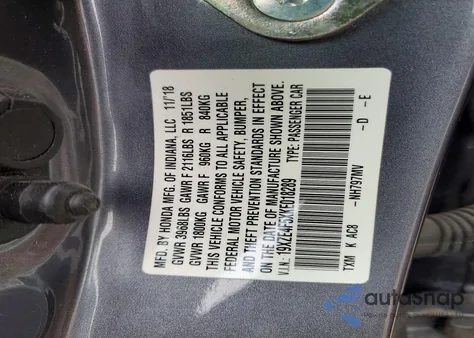 MFD. BY HONDA MFG. OF INDIANA, LLC 11/18
GVWR 3968LBS GAWR F 2116LBS R 1851LBS
GVWR 1800KG GAWR F 960KG R 840KG
THIS VEHICLE CONFORMS TO ALL APPLICABLE
FEDERAL MOTOR VEHICLE SAFETY, BUMPER,
AND THEFT PREVENTION STANDARDS IN EFFECT
ON THE DATE OF MANUFACTURE SHOWN ABOVE.
V.I.N.: 19XZE4F5XKE019289 TYPE: PASSENGER CAR
TXM K AC8 -NH797MV -D -E
autosnap